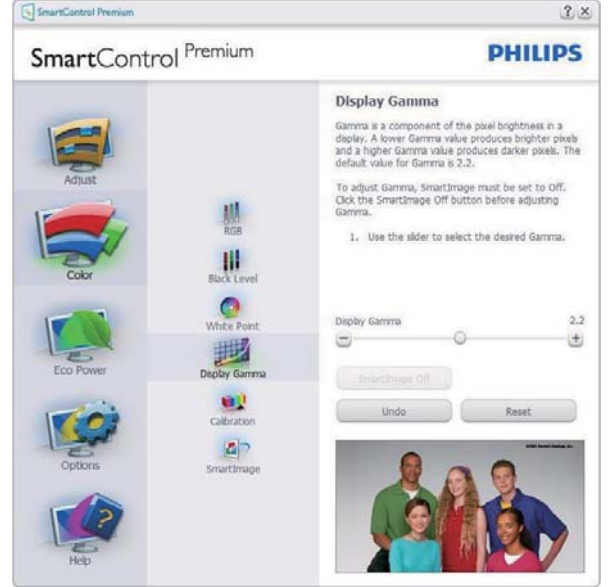 SmartControl Premium
SmartControl Premium
PHILIPS
Adjust
Color
Eco Power
Options
Help
RGB
Black Level
White Point
Display Gamma
Calibration
SmartImage
Display Gamma
Gamma is a component of the pixel brightness in a
display. A lower Gamma value produces brighter pixels
and a higher Gamma value produces darker pixels. The
default value for Gamma is 2.2.
To adjust Gamma, SmartImage must be set to Off.
Click the SmartImage Off button before adjusting
Gamma.
1. Use the slider to select the desired Gamma.
Display Gamma 2.2
SmartImage Off
Undo Reset